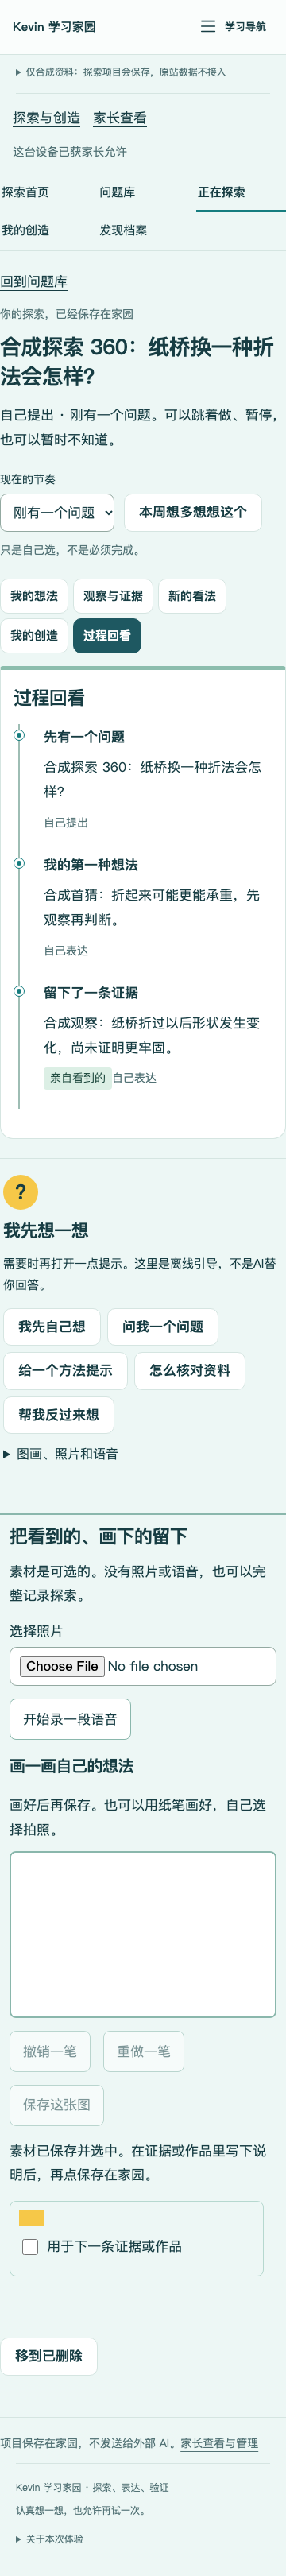 Kevin 学习家园
学习导航
仅合成资料：探索项目会保存，原站数据不接入
探索与创造 家长查看
这台设备已获家长允许
探索首页 问题库 正在探索
我的创造 发现档案
回到问题库
你的探索，已经保存在家园
合成探索 360：纸桥换一种折
法会怎样?
自己提出 · 刚有一个问题。可以跳着做、暂停，
也可以暂时不知道。
现在的节奏
刚有一个问题 本周想多想想这个
只是自己选，不是必须完成。
我的想法 观察与证据 新的看法
我的创造 过程回看
过程回看
先有一个问题
合成探索 360：纸桥换一种折法会怎
样?
自己提出
我的第一种想法
合成首猜：折起来可能更能承重，先
观察再判断。
自己表达
留下了一条证据
合成观察：纸桥折过以后形状发生变
化，尚未证明更牢固。
亲自看到的 自己表达
?
我先想一想
需要时再打开一点提示。这里是离线引导，不是AI替
你回答。
我先自己想 问我一个问题
给一个方法提示 怎么核对资料
帮我反过来想
图画、照片和语音
把看到的、画下的留下
素材是可选的。没有照片或语音，也可以完
整记录探索。
选择照片
Choose File No file chosen
开始录一段语音
画一画自己的想法
画好后再保存。也可以用纸笔画好，自己选
择拍照。
撤销一笔 重做一笔
保存这张图
素材已保存并选中。在证据或作品里写下说
明后，再点保存在家园。
用于下一条证据或作品
移到已删除
项目保存在家园，不发送给外部 AI。家长查看与管理
Kevin 学习家园 · 探索、表达、验证
认真想一想，也允许再试一次。
关于本次体验